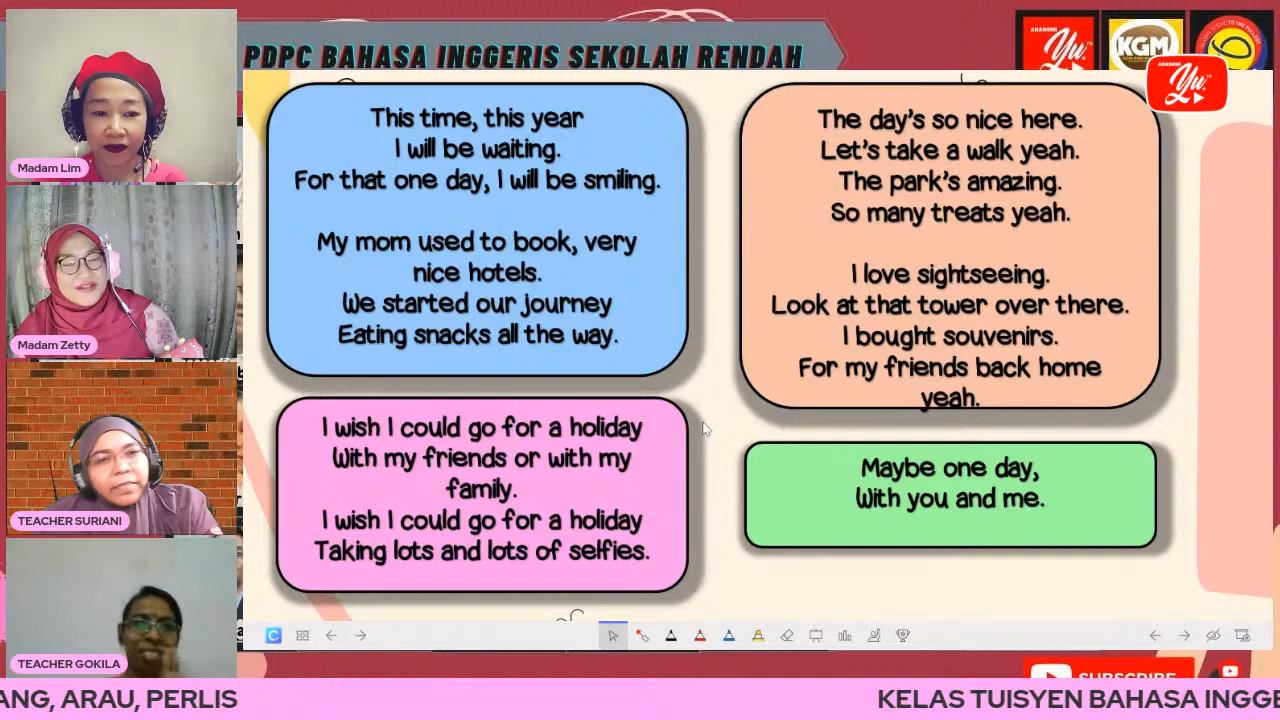 PDPC BAHASA INGGERIS SEKOLAH RENDAH
AKADEMI
Yu
KGM
AKADEMI
Yu
Madam Lim
Madam Zetty
TEACHER SURIANI
TEACHER GOKILA
This time, this year
I will be waiting.
For that one day, I will be smiling.
My mom used to book, very
nice hotels.
We started our journey
Eating snacks all the way.
I wish I could go for a holiday
With my friends or with my
family.
I wish I could go for a holiday
Taking lots and lots of selfies.
The day's so nice here.
Let's take a walk yeah.
The park's amazing.
So many treats yeah.
I love sightseeing.
Look at that tower over there.
I bought souvenirs.
For my friends back home
yeah.
Maybe one day,
With you and me.
SUBSCRIBE
ANG, ARAU, PERLIS
KELAS TUISYEN BAHASA INGGE